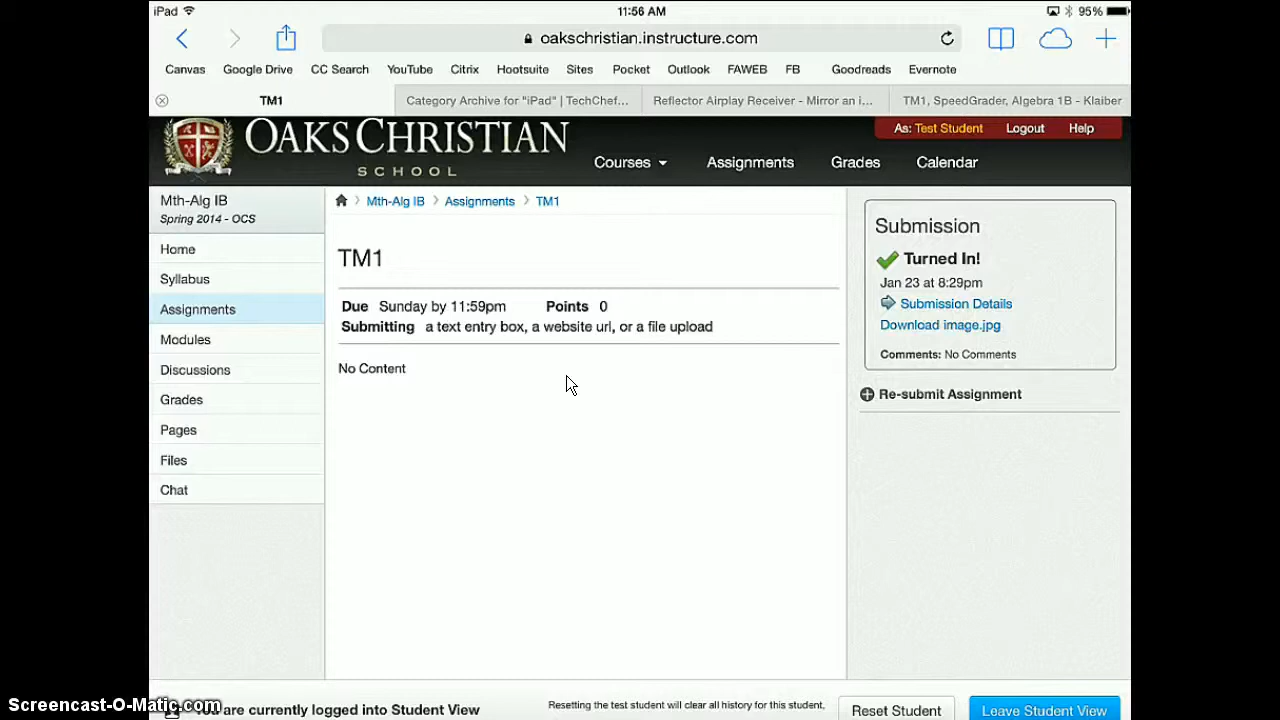 iPad 11:56 AM 95%
oakschristian.instructure.com
Canvas Google Drive CC Search YouTube Citrix Hootsuite Sites Pocket Outlook FAWEB FB Goodreads Evernote
TM1 Category Archive for "iPad" | TechChef... Reflector Airplay Receiver - Mirror an i... TM1, SpeedGrader, Algebra 1B - Klaiber
OAKS CHRISTIAN
SCHOOL
As: Test Student Logout Help
Courses Assignments Grades Calendar
Mth-Alg IB
Spring 2014 - OCS
Home
Syllabus
Assignments
Modules
Discussions
Grades
Pages
Files
Chat
Mth-Alg IB Assignments TM1
TM1
Due Sunday by 11:59pm Points 0
Submitting a text entry box, a website url, or a file upload
No Content
Submission
Turned In!
Jan 23 at 8:29pm
Submission Details
Download image.jpg
Comments: No Comments
Re-submit Assignment
are currently logged into Student View
Resetting the test student will clear all history for this student,
Reset Student
Leave Student View
Screencast-O-Matic.com